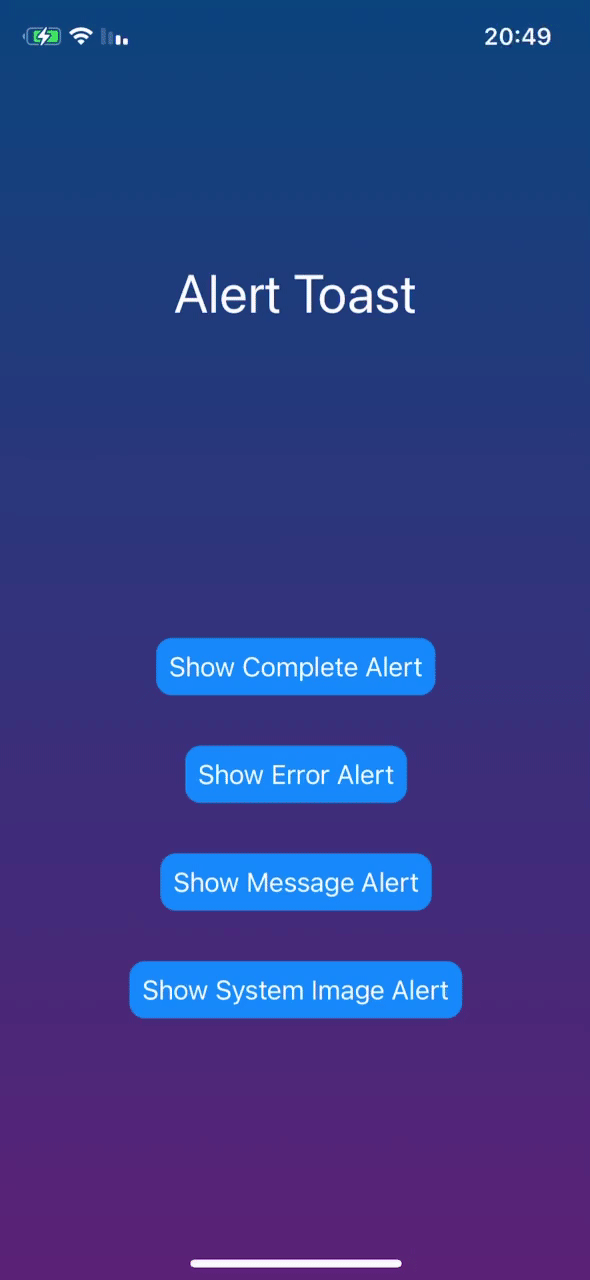 20:49
Alert Toast
Show Complete Alert
Show Error Alert
Show Message Alert
Show System Image Alert